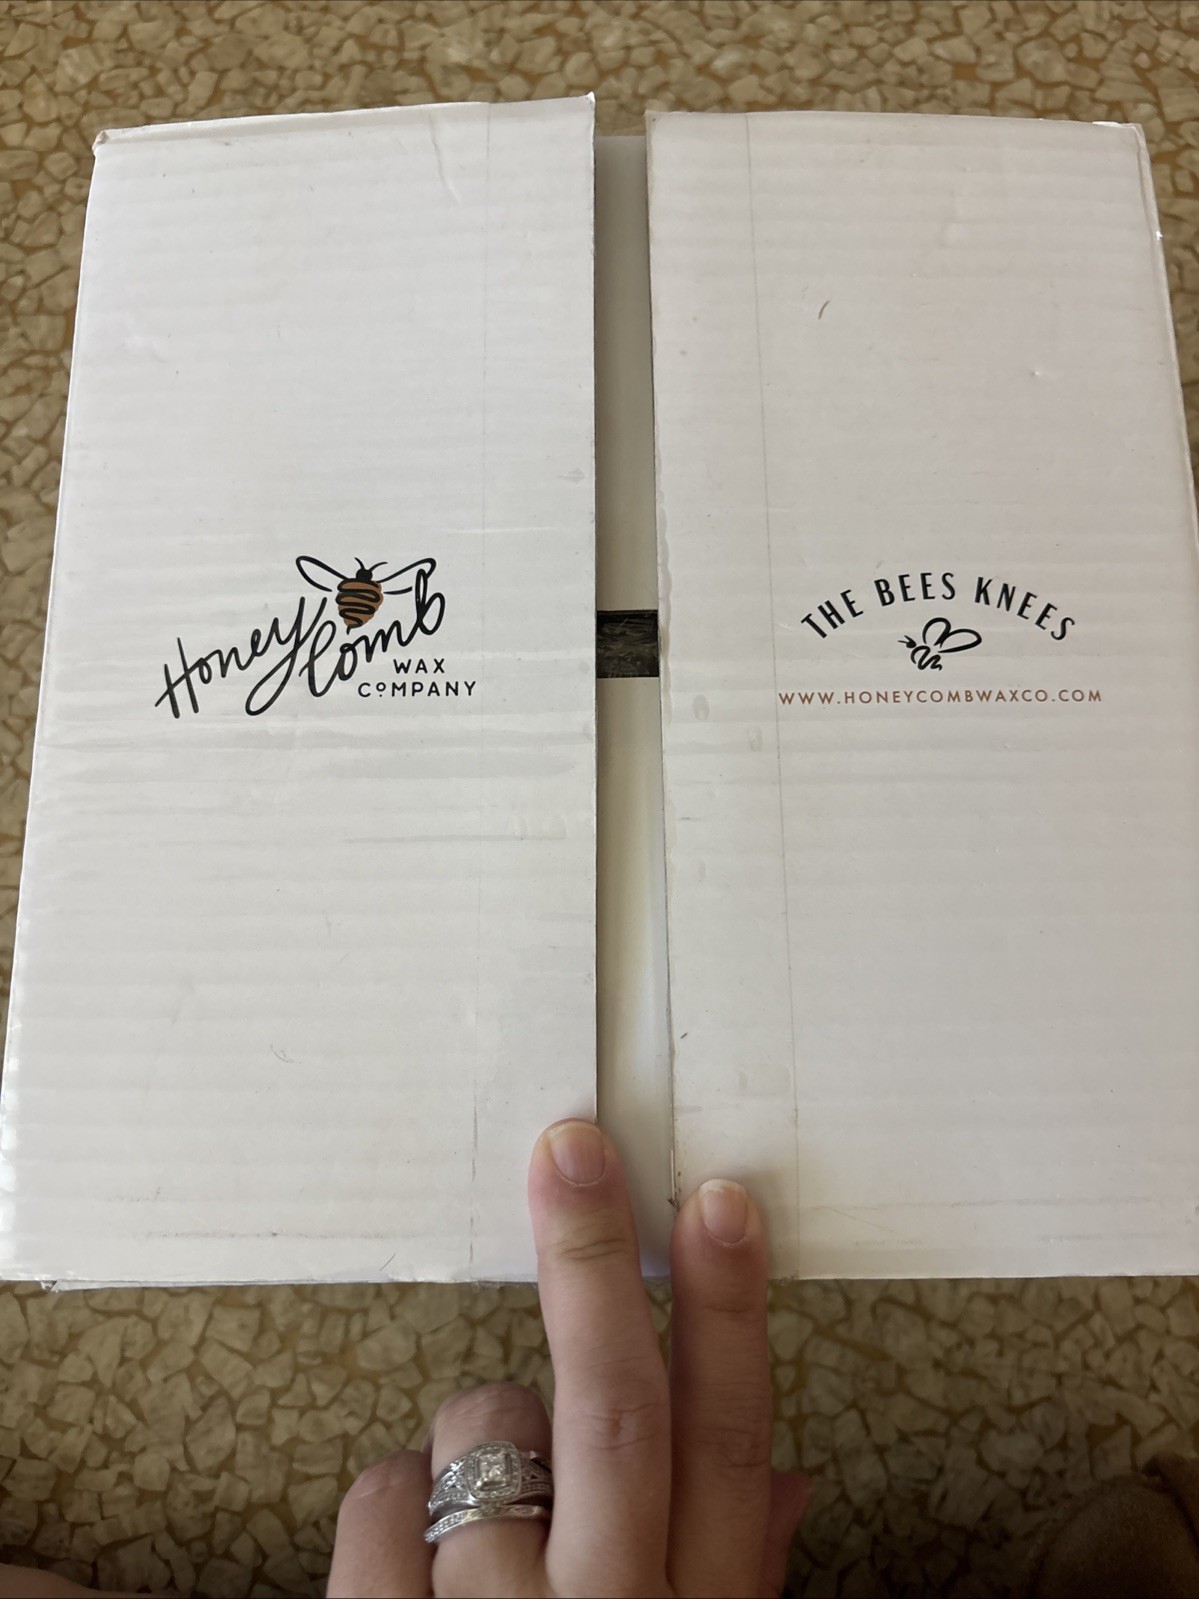 Honey Comb
WAX
COMPANY
THE BEES KNEES
WWW.HONEYCOMBWAXCO.COM